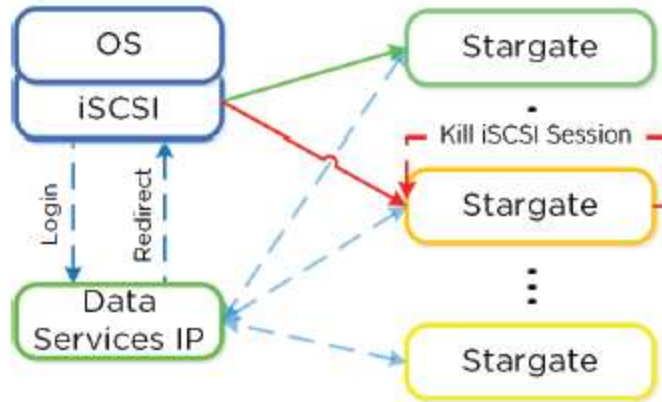 OS
iSCSI
Login
Redirect
Data
Services IP
Stargate
Kill iSCSI Session
Stargate
Stargate